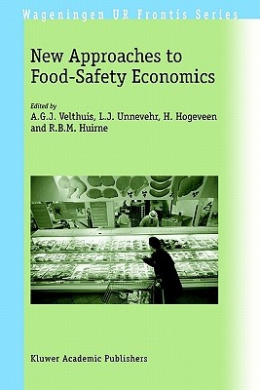 Wageningen UR Frontis Series
New Approaches to
Food-Safety Economics
Edited by
A.G.J. Velthuis, L.J. Unnevehr, H. Hogeveen
and R.B.M. Huirne
Kluwer Academic Publishers